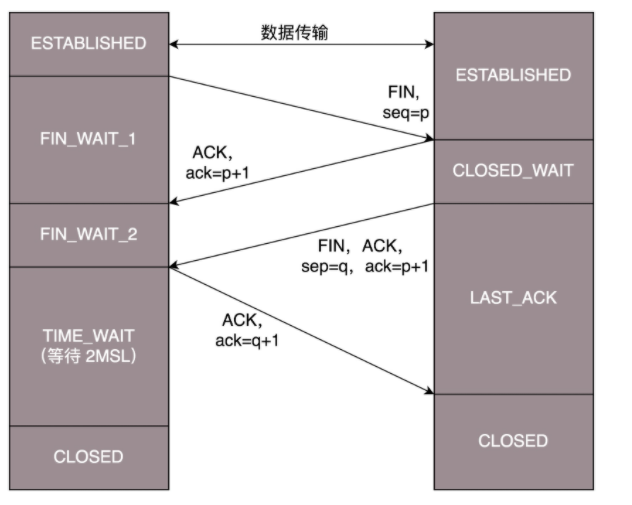 ESTABLISHED
数据传输
ESTABLISHED
FIN,
seq=p
FIN_WAIT_1
ACK,
ack=p+1
CLOSED_WAIT
FIN_WAIT_2
FIN, ACK,
sep=q, ack=p+1
LAST_ACK
ACK,
ack=q+1
TIME_WAIT
(等待 2MSL)
CLOSED
CLOSED